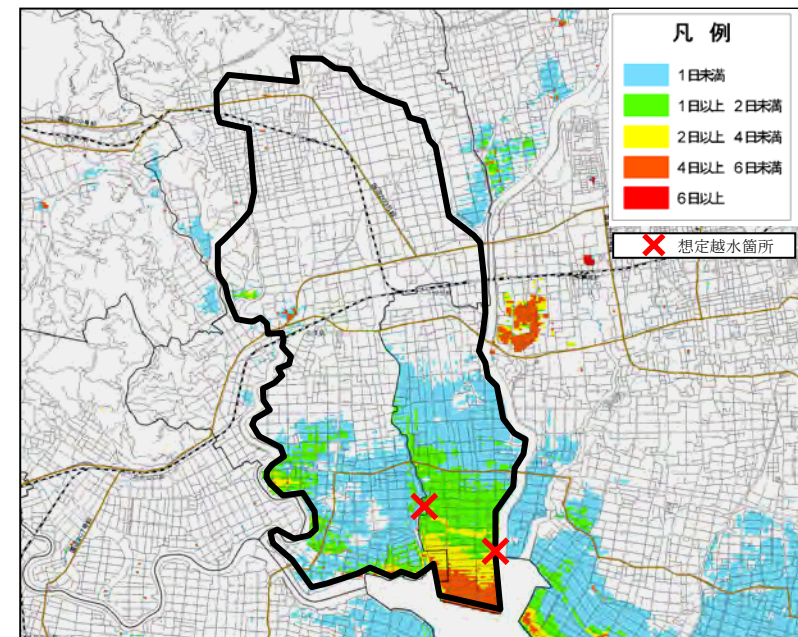 凡 例
1日未満
1日以上 2日未満
2日以上 4日未満
4日以上 6日未満
6日以上
想定越水箇所